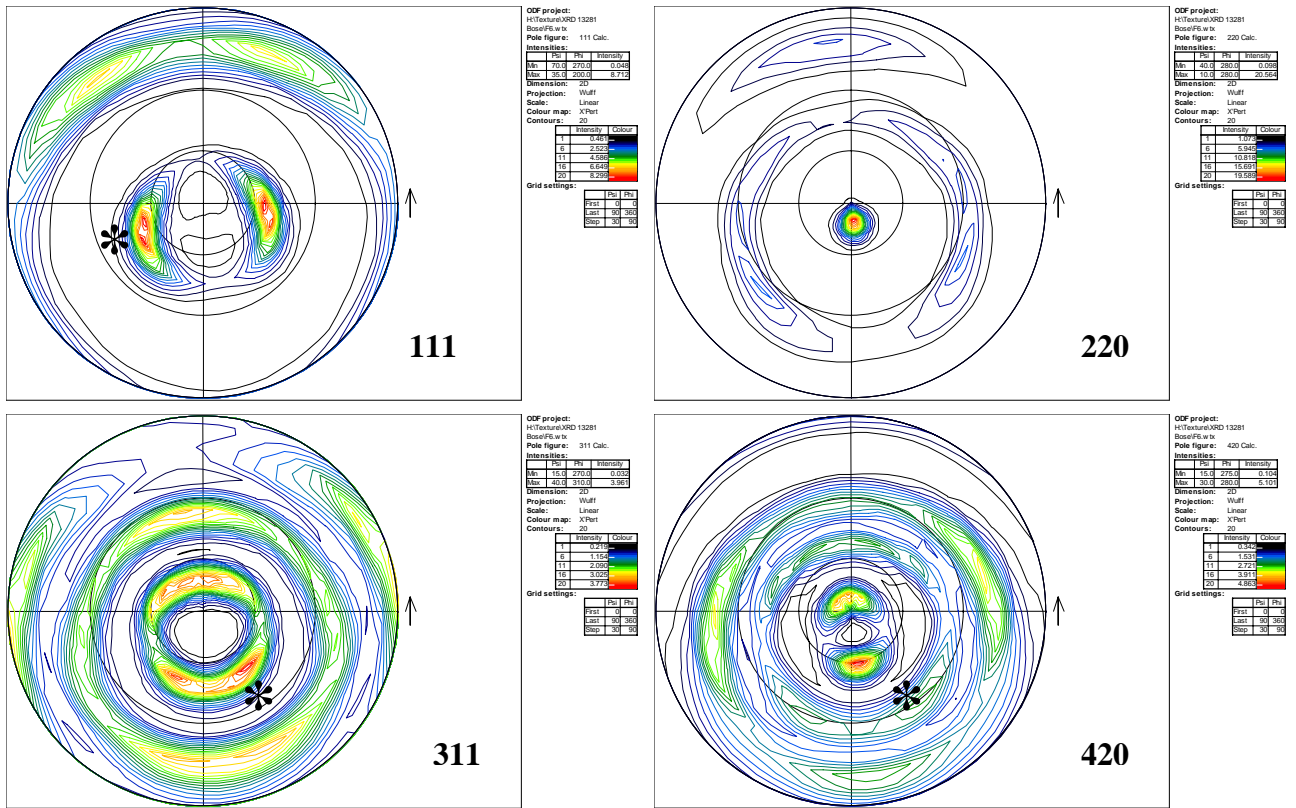 ODF project:
H:\Texture\XRD 13281
Bose\F6.w tx
Pole figure: 111 Calc.
Intensities:
Psi Phi Intensity
Min 70.0 270.0 0.048
Max 35.0 200.0 8.712
Dimension: 2D
Projection: Wulff
Scale: Linear
Colour map: X'Pert
Contours: 20
Intensity Colour
1 0.461
6 2.523
11 4.586
16 6.649
20 8.299
Grid settings:
Psi Phi
First 0 0
Last 90 360
Step 30 90
111
ODF project:
H:\Texture\XRD 13281
Bose\F6.w tx
Pole figure: 220 Calc.
Intensities:
Psi Phi Intensity
Min 40.0 280.0 0.098
Max 10.0 280.0 20.564
Dimension: 2D
Projection: Wulff
Scale: Linear
Colour map: X'Pert
Contours: 20
Intensity Colour
1 1.073
6 5.945
11 10.818
16 15.691
20 19.589
Grid settings:
Psi Phi
First 0 0
Last 90 360
Step 30 90
220
ODF project:
H:\Texture\XRD 13281
Bose\F6.w tx
Pole figure: 311 Calc.
Intensities:
Psi Phi Intensity
Min 15.0 270.0 0.032
Max 40.0 310.0 3.961
Dimension: 2D
Projection: Wulff
Scale: Linear
Colour map: X'Pert
Contours: 20
Intensity Colour
1 0.219
6 1.154
11 2.090
16 3.025
20 3.773
Grid settings:
Psi Phi
First 0 0
Last 90 360
Step 30 90
311
ODF project:
H:\Texture\XRD 13281
Bose\F6.w tx
Pole figure: 420 Calc.
Intensities:
Psi Phi Intensity
Min 15.0 275.0 0.104
Max 30.0 280.0 5.101
Dimension: 2D
Projection: Wulff
Scale: Linear
Colour map: X'Pert
Contours: 20
Intensity Colour
1 0.342
6 1.531
11 2.721
16 3.911
20 4.863
Grid settings:
Psi Phi
First 0 0
Last 90 360
Step 30 90
420